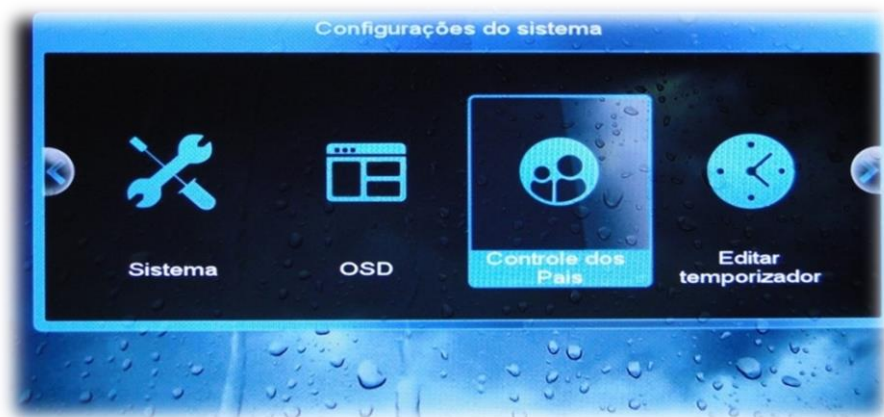 Configurações do sistema
Sistema
OSD
Controle dos
Pais
Editar
temporizador